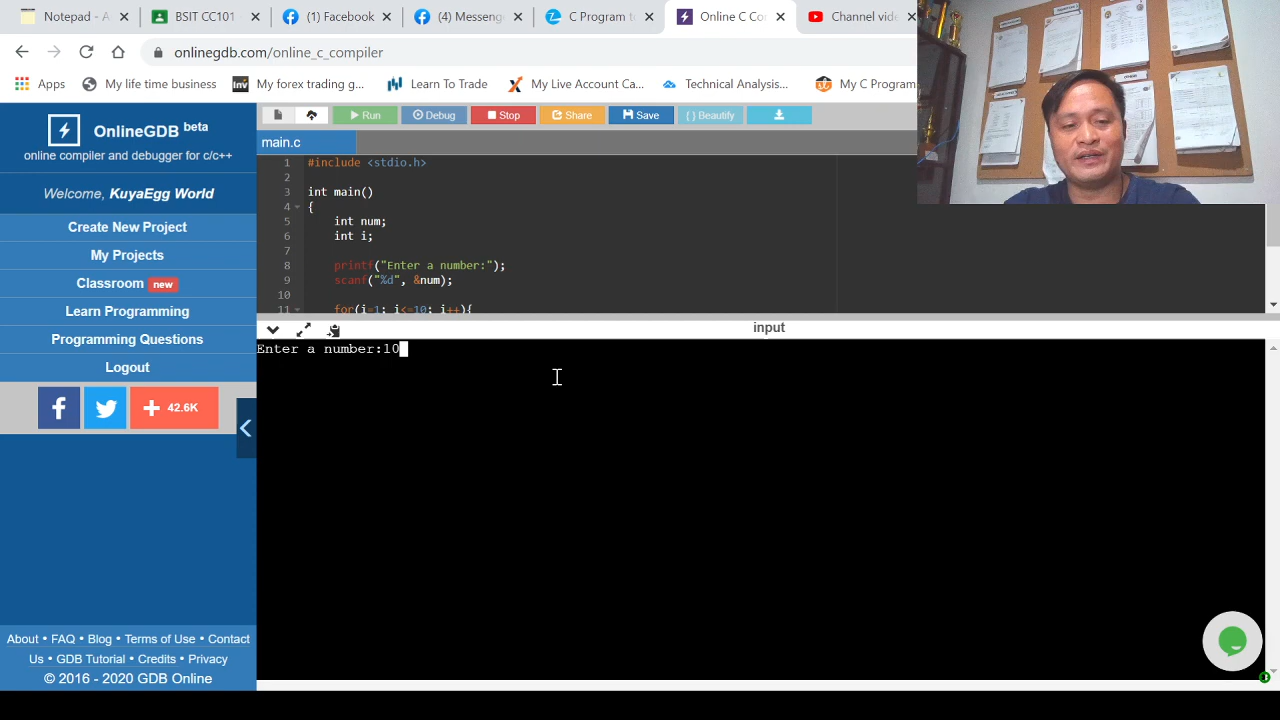 Notepad - A
BSIT CC101 -
(1) Facebook
(4) Messeng
C Program t
Online C Co
Channel vid
onlinegdb.com/online_c_compiler
Apps
My life time business
My forex trading g...
Learn To Trade
My Live Account Ca...
Technical Analysis...
My C Program
OnlineGDB beta
online compiler and debugger for c/c++
Welcome, KuyaEgg World
Create New Project
My Projects
Classroom new
Learn Programming
Programming Questions
Logout
42.6K
Run
Debug
Stop
Share
Save
{ } Beautify
main.c
1 #include <stdio.h>
2
3 int main()
4 {
5 int num;
6 int i;
7
8 printf("Enter a number:");
9 scanf("%d", &num);
10
11 for(i=1; i<=10; i++){
input
Enter a number:10
About • FAQ • Blog • Terms of Use • Contact
Us • GDB Tutorial • Credits • Privacy
© 2016 - 2020 GDB Online